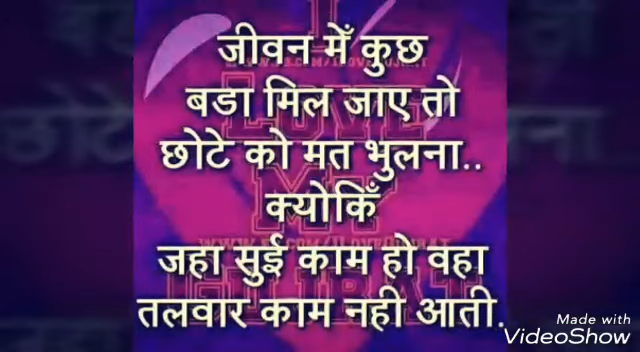 जीवन मेँ कुछ
बडा मिल जाए तो
छोटे को मत भुलना..
क्योकिँ
जहा सुई काम हो वहा
तलवार काम नही आती.
Made with
VideoShow